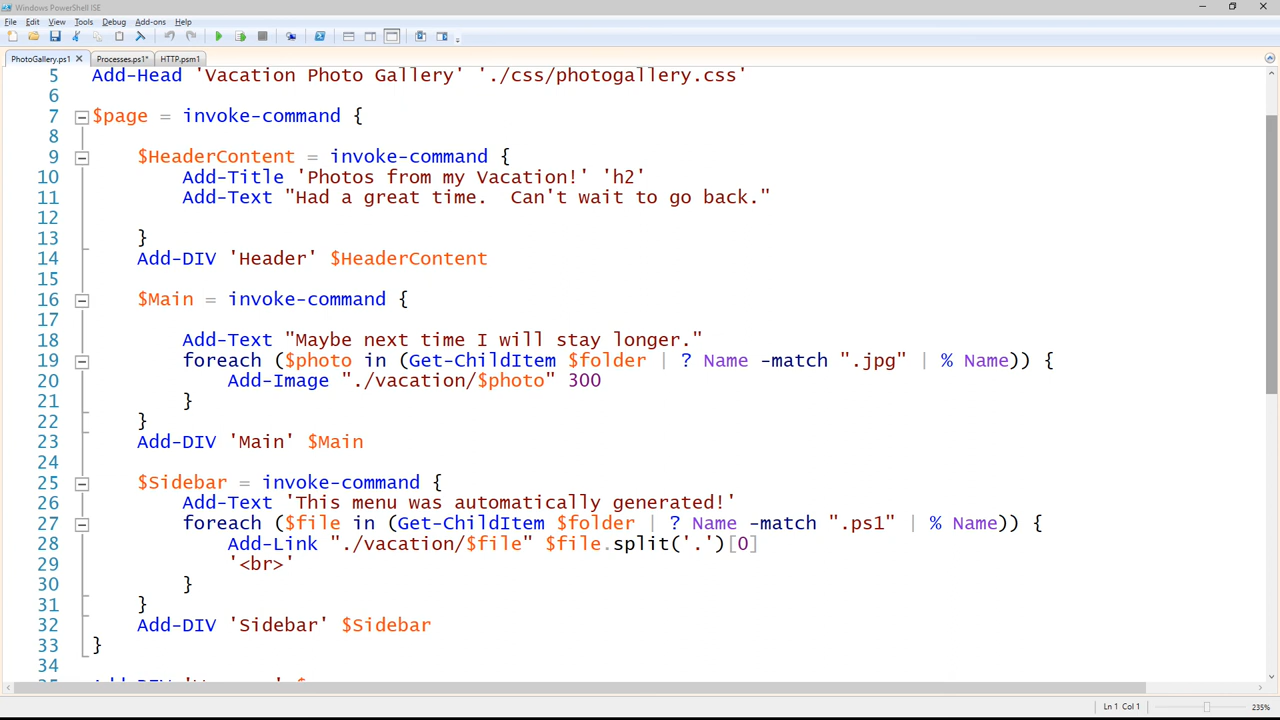 Windows PowerShell ISE
File Edit View Tools Debug Add-ons Help
PhotoGallery.ps1 Processes.ps1* HTTP.psm1
5 Add-Head 'Vacation Photo Gallery' './css/photogallery.css'
6
7 $page = invoke-command {
8
9 $HeaderContent = invoke-command {
10 Add-Title 'Photos from my Vacation!' 'h2'
11 Add-Text "Had a great time.  Can't wait to go back."
12
13 }
14 Add-DIV 'Header' $HeaderContent
15
16 $Main = invoke-command {
17
18 Add-Text "Maybe next time I will stay longer."
19 foreach ($photo in (Get-ChildItem $folder | ? Name -match ".jpg" | % Name)) {
20 Add-Image "./vacation/$photo" 300
21 }
22 }
23 Add-DIV 'Main' $Main
24
25 $Sidebar = invoke-command {
26 Add-Text 'This menu was automatically generated!'
27 foreach ($file in (Get-ChildItem $folder | ? Name -match ".ps1" | % Name)) {
28 Add-Link "./vacation/$file" $file.split('.')[0]
29 '<br>'
30 }
31 }
32 Add-DIV 'Sidebar' $Sidebar
33 }
34
Ln 1 Col 1 235%